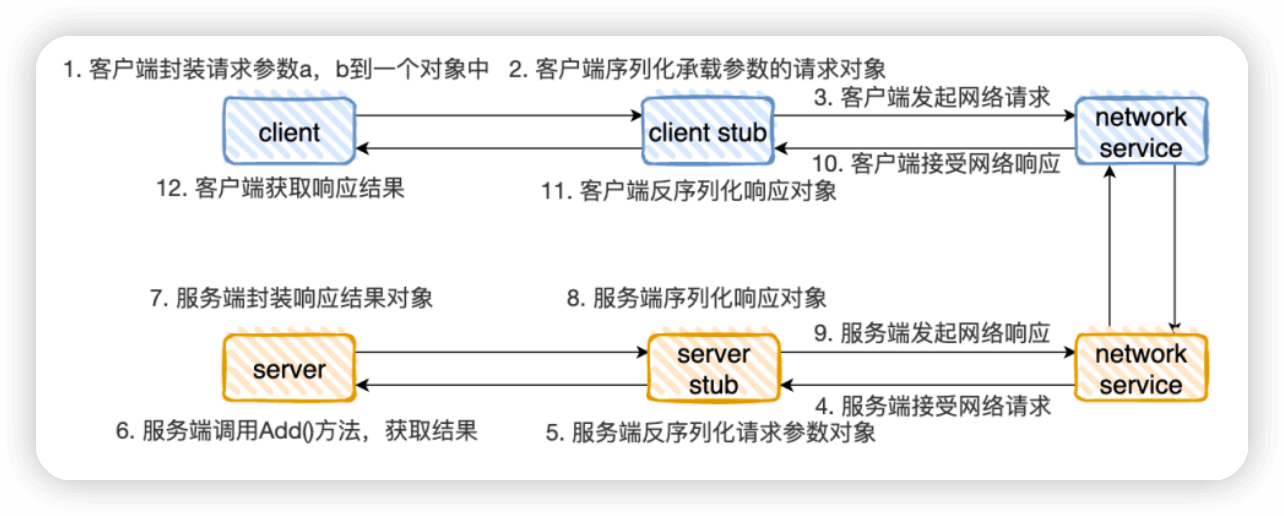 1. 客户端封装请求参数a，b到一个对象中
2. 客户端序列化承载参数的请求对象
3. 客户端发起网络请求
client
client stub
network
service
10. 客户端接受网络响应
12. 客户端获取响应结果
11. 客户端反序列化响应对象
7. 服务端封装响应结果对象
8. 服务端序列化响应对象
9. 服务端发起网络响应
server
server
stub
network
service
4. 服务端接受网络请求
6. 服务端调用Add()方法，获取结果
5. 服务端反序列化请求参数对象